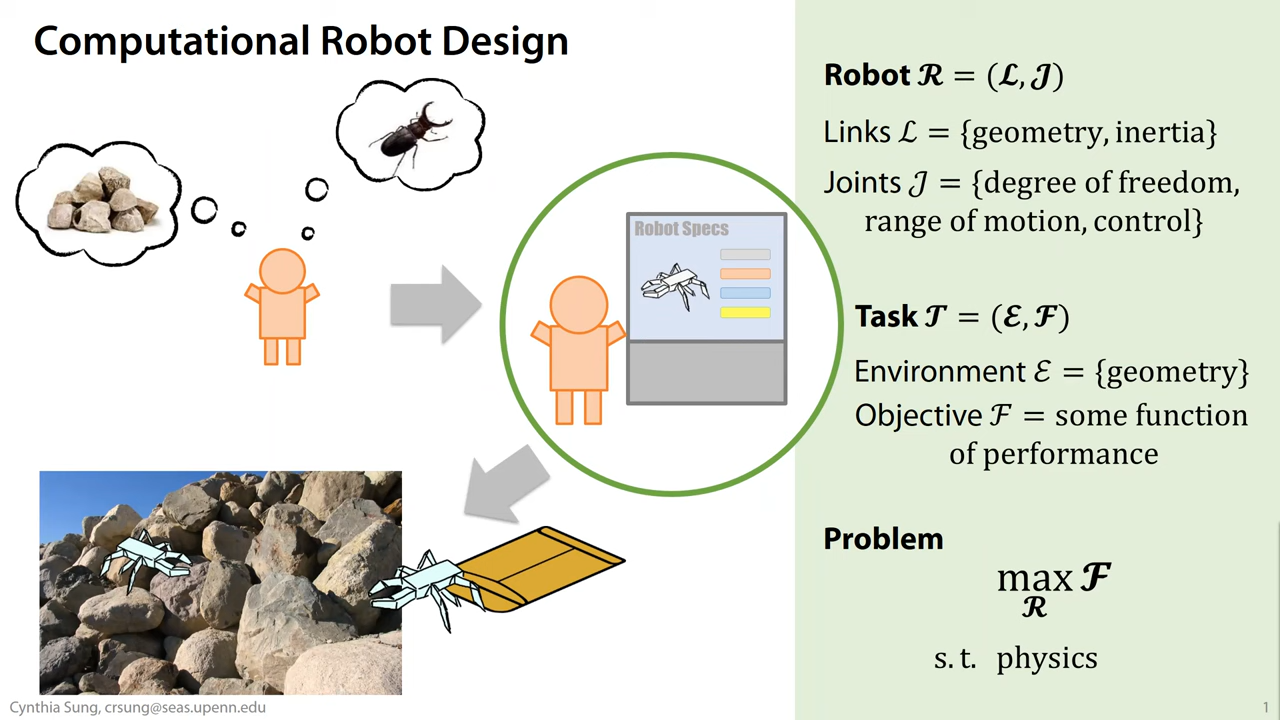 Computational Robot Design
Robot Specs
Robot 𝓡 = (𝓛, 𝓙)
Links ℒ = {geometry, inertia}
Joints 𝒥 = {degree of freedom,
range of motion, control}
Task 𝓣 = (𝓔, 𝓕)
Environment ℰ = {geometry}
Objective ℱ = some function
of performance
Problem
max 𝓕
𝓡
s. t. physics
Cynthia Sung, crsung@seas.upenn.edu
1